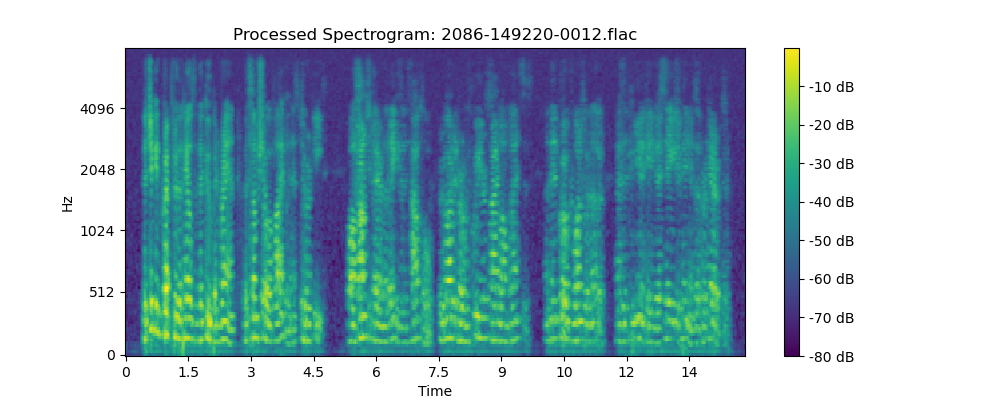 Processed Spectrogram: 2086-149220-0012.flac
Hz
4096
2048
1024
512
0
0 1.5 3 4.5 6 7.5 9 10 12 14
Time
-10 dB
-20 dB
-30 dB
-40 dB
-50 dB
-60 dB
-70 dB
-80 dB